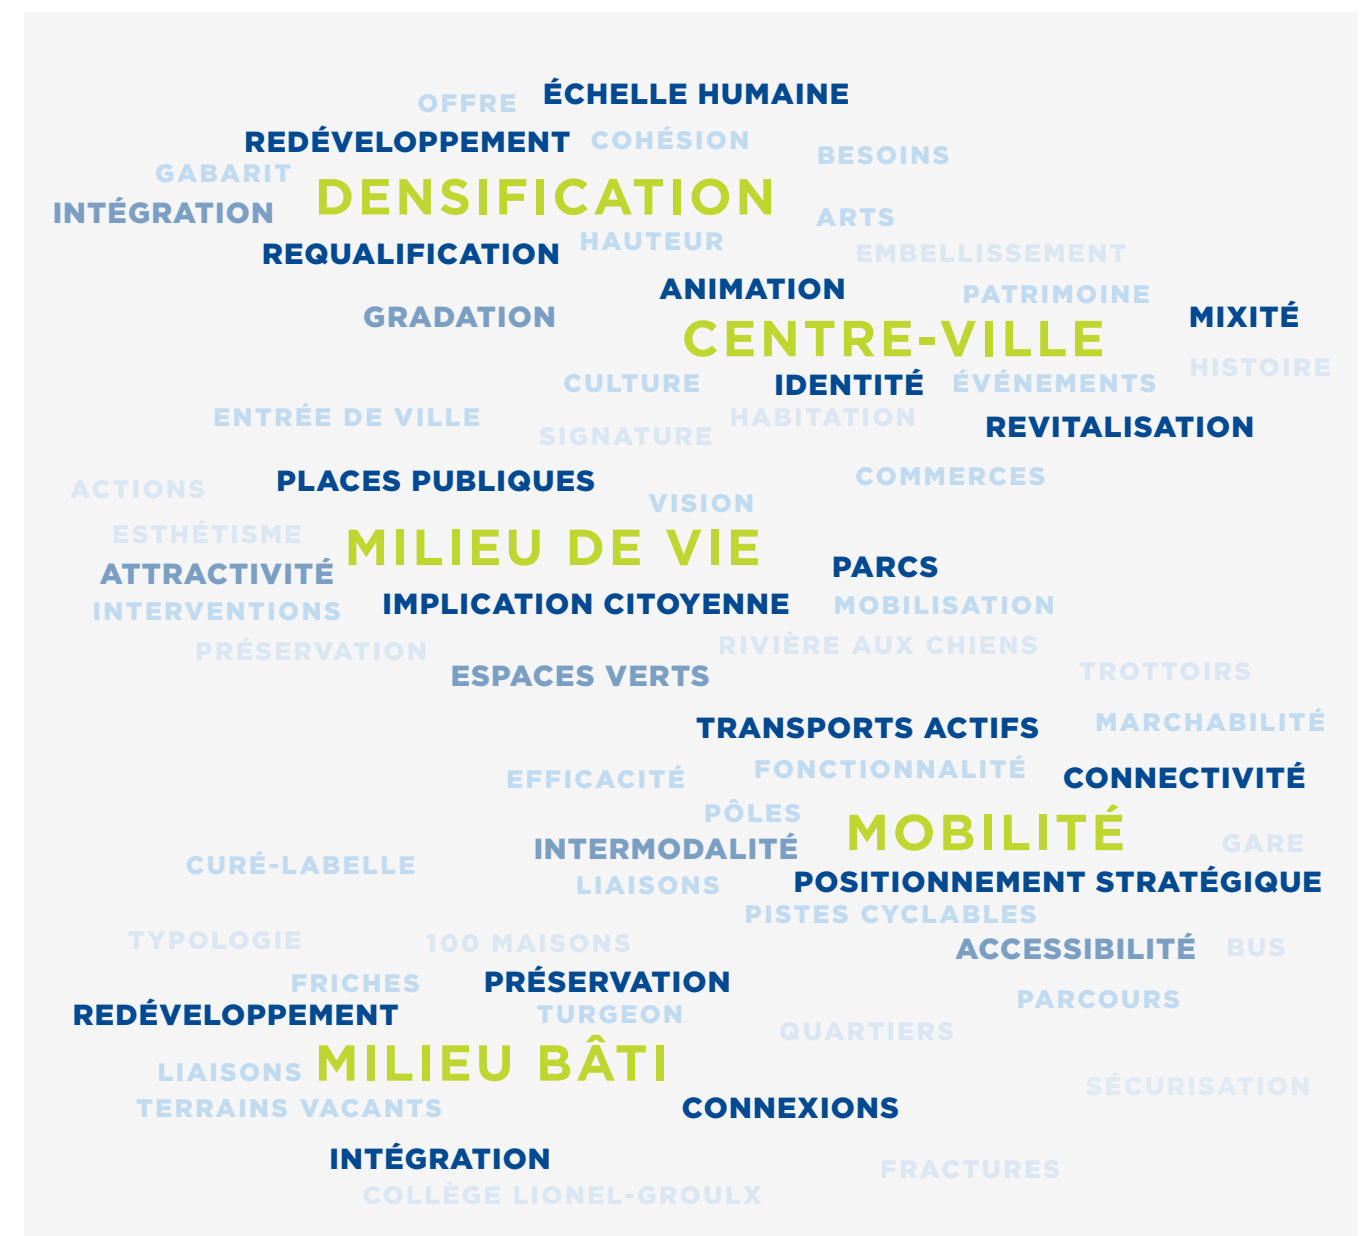 ÉCHELLE HUMAINE
OFFRE
REDÉVELOPPEMENT
COHÉSION
BESOINS
GABARIT
DENSIFICATION
INTÉGRATION
ARTS
HAUTEUR
REQUALIFICATION
EMBELLISSEMENT
ANIMATION
PATRIMOINE
GRADATION
MIXITÉ
CENTRE-VILLE
HISTOIRE
CULTURE
IDENTITÉ
ÉVÉNEMENTS
ENTRÉE DE VILLE
HABITATION
SIGNATURE
REVITALISATION
PLACES PUBLIQUES
COMMERCES
ACTIONS
VISION
ESTHÉTISME
MILIEU DE VIE
ATTRACTIVITÉ
PARCS
INTERVENTIONS
IMPLICATION CITOYENNE
MOBILISATION
PRÉSERVATION
RIVIÈRE AUX CHIENS
ESPACES VERTS
TROTTOIRS
TRANSPORTS ACTIFS
MARCHABILITÉ
EFFICACITÉ
FONCTIONNALITÉ
CONNECTIVITÉ
PÔLES
MOBILITÉ
INTERMODALITÉ
GARE
CURÉ-LABELLE
LIAISONS
POSITIONNEMENT STRATÉGIQUE
PISTES CYCLABLES
TYPOLOGIE
100 MAISONS
ACCESSIBILITÉ
BUS
FRICHES
PRÉSERVATION
PARCOURS
REDÉVELOPPEMENT
TURGEON
QUARTIERS
LIAISONS
MILIEU BÂTI
SÉCURISATION
TERRAINS VACANTS
CONNEXIONS
INTÉGRATION
FRACTURES
COLLÈGE LIONEL-GROULX